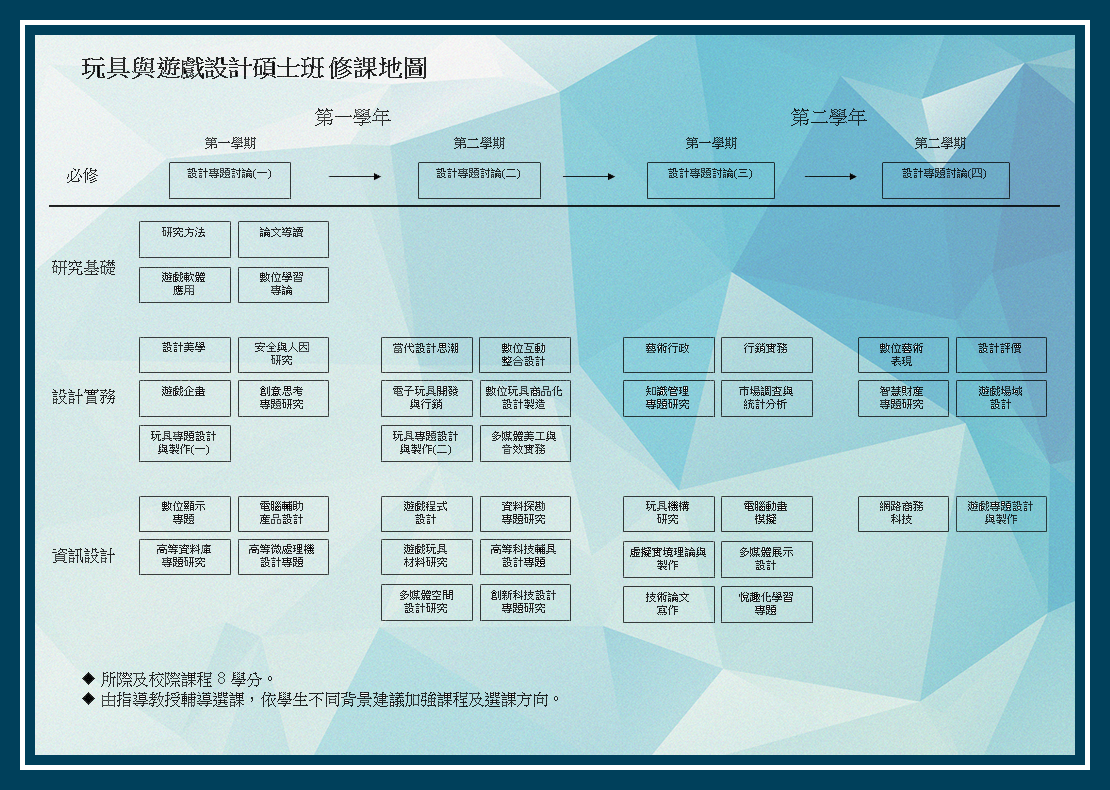 玩具與遊戲設計碩士班 修課地圖
第一學年
第二學年
第一學期
第二學期
第一學期
第二學期
必修
設計專題討論(一)
設計專題討論(二)
設計專題討論(三)
設計專題討論(四)
研究基礎
研究方法
論文導讀
遊戲軟體
應用
數位學習
專論
設計實務
設計美學
安全與人因
研究
當代設計思潮
數位互動
整合設計
藝術行政
行銷實務
數位藝術
表現
設計評價
遊戲企畫
創意思考
專題研究
電子玩具開發
與行銷
數位玩具商品化
設計製造
知識管理
專題研究
市場調查與
統計分析
智慧財產
專題研究
遊戲場域
設計
玩具專題設計
與製作(一)
玩具專題設計
與製作(二)
多媒體美工與
音效實務
資訊設計
數位顯示
專題
電腦輔助
產品設計
遊戲程式
設計
資料探勘
專題研究
玩具機構
研究
電腦動畫
模擬
網路商務
科技
遊戲專題設計
與製作
高等資料庫
專題研究
高等微處理機
設計專題
遊戲玩具
材料研究
高等科技輔具
設計專題
虛擬實境理論與
製作
多媒體展示
設計
多媒體空間
設計研究
創新科技設計
專題研究
技術論文
寫作
悅趣化學習
專題
◆ 所際及校際課程 8 學分。
◆ 由指導教授輔導選課，依學生不同背景建議加強課程及選課方向。